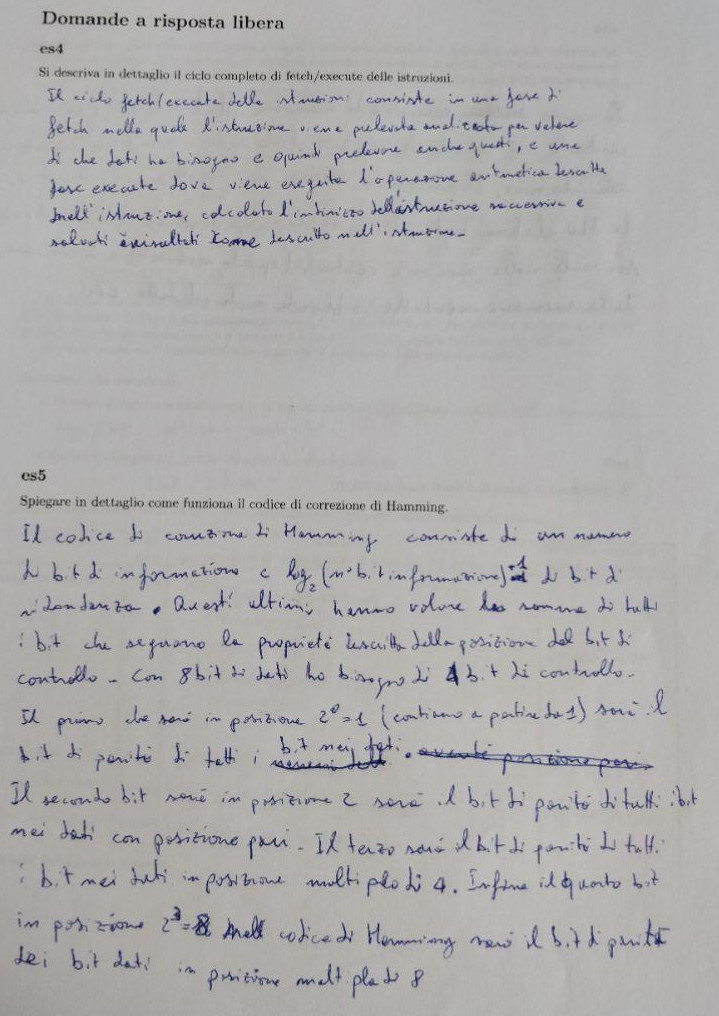 Domande a risposta libera
es4
Si descriva in dettaglio il ciclo completo di fetch/execute delle istruzioni.
Il ciclo fetch/execute delle istruzioni consiste in una fase di
fetch nella quale l'istruzione viene prelevata analizzata per vedere
di che dati ha bisogno e quindi prelevare anche questi, e una
fase execute dove viene eseguita l'operazione aritmetica descritta
nell'istruzione, calcolato l'indirizzo dell'istruzione successiva e
salvati i risultati come descritto nell'istruzione.
es5
Spiegare in dettaglio come funziona il codice di correzione di Hamming.
Il codice di correzione di Hamming consiste di un numero
di bit di informazione e log2(n° bit informazione)+1 di bit di
ridondanza. Questi ultimi hanno valore la somma di tutti
i bit che seguono la proprietà descritta dalla posizione del bit di
controllo. Con 8 bit di dati ho bisogno di 4 bit di controllo.
Il primo che sarà in posizione 2^0=1 (contiamo a partire da 1) sarà il
bit di parità di tutti i bit nei dati.
Il secondo bit sarà in posizione 2 sarà il bit di parità di tutti i bit
nei dati con posizione pari. Il terzo sarà il bit di parità di tutti
i bit nei dati in posizione multiplo di 4. Infine il quarto bit
in posizione 2^3=8 codice di Hamming sarà il bit di parità
dei bit dati in posizione multipla di 8